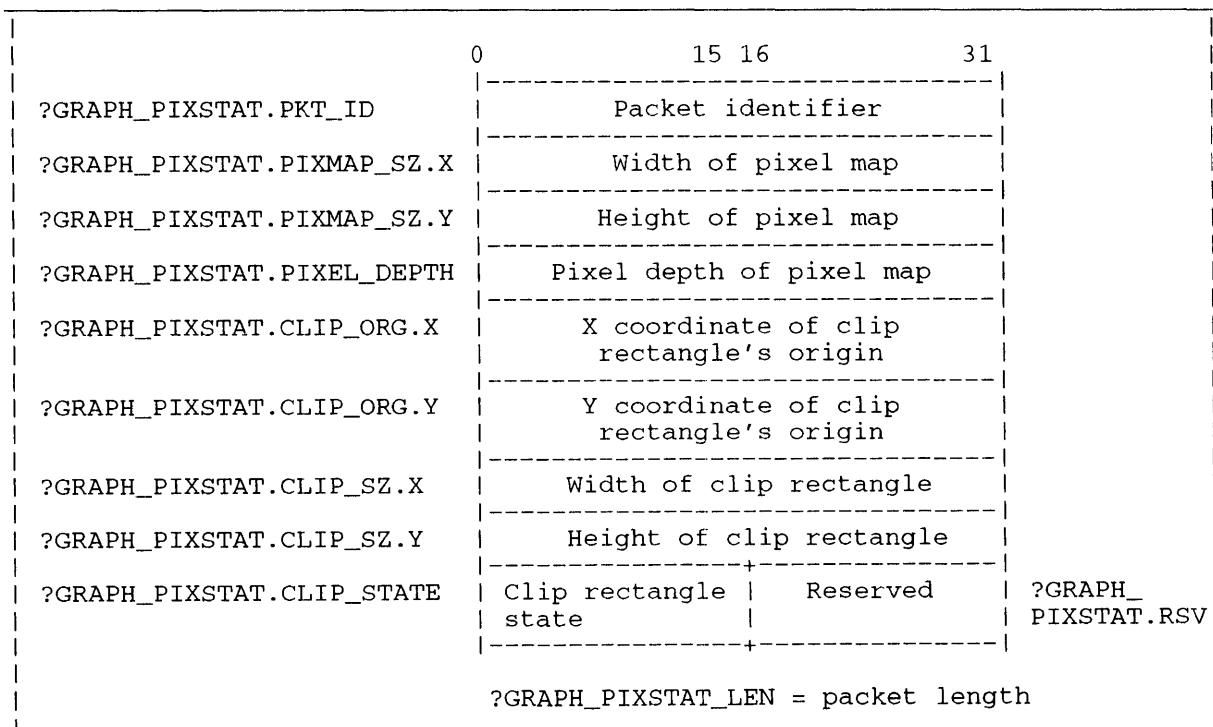 0 15 16 31
?GRAPH_PIXSTAT.PKT_ID Packet identifier
?GRAPH_PIXSTAT.PIXMAP_SZ.X Width of pixel map
?GRAPH_PIXSTAT.PIXMAP_SZ.Y Height of pixel map
?GRAPH_PIXSTAT.PIXEL_DEPTH Pixel depth of pixel map
?GRAPH_PIXSTAT.CLIP_ORG.X X coordinate of clip
rectangle's origin
?GRAPH_PIXSTAT.CLIP_ORG.Y Y coordinate of clip
rectangle's origin
?GRAPH_PIXSTAT.CLIP_SZ.X Width of clip rectangle
?GRAPH_PIXSTAT.CLIP_SZ.Y Height of clip rectangle
?GRAPH_PIXSTAT.CLIP_STATE Clip rectangle Reserved ?GRAPH_
state PIXSTAT.RSV
?GRAPH_PIXSTAT_LEN = packet length